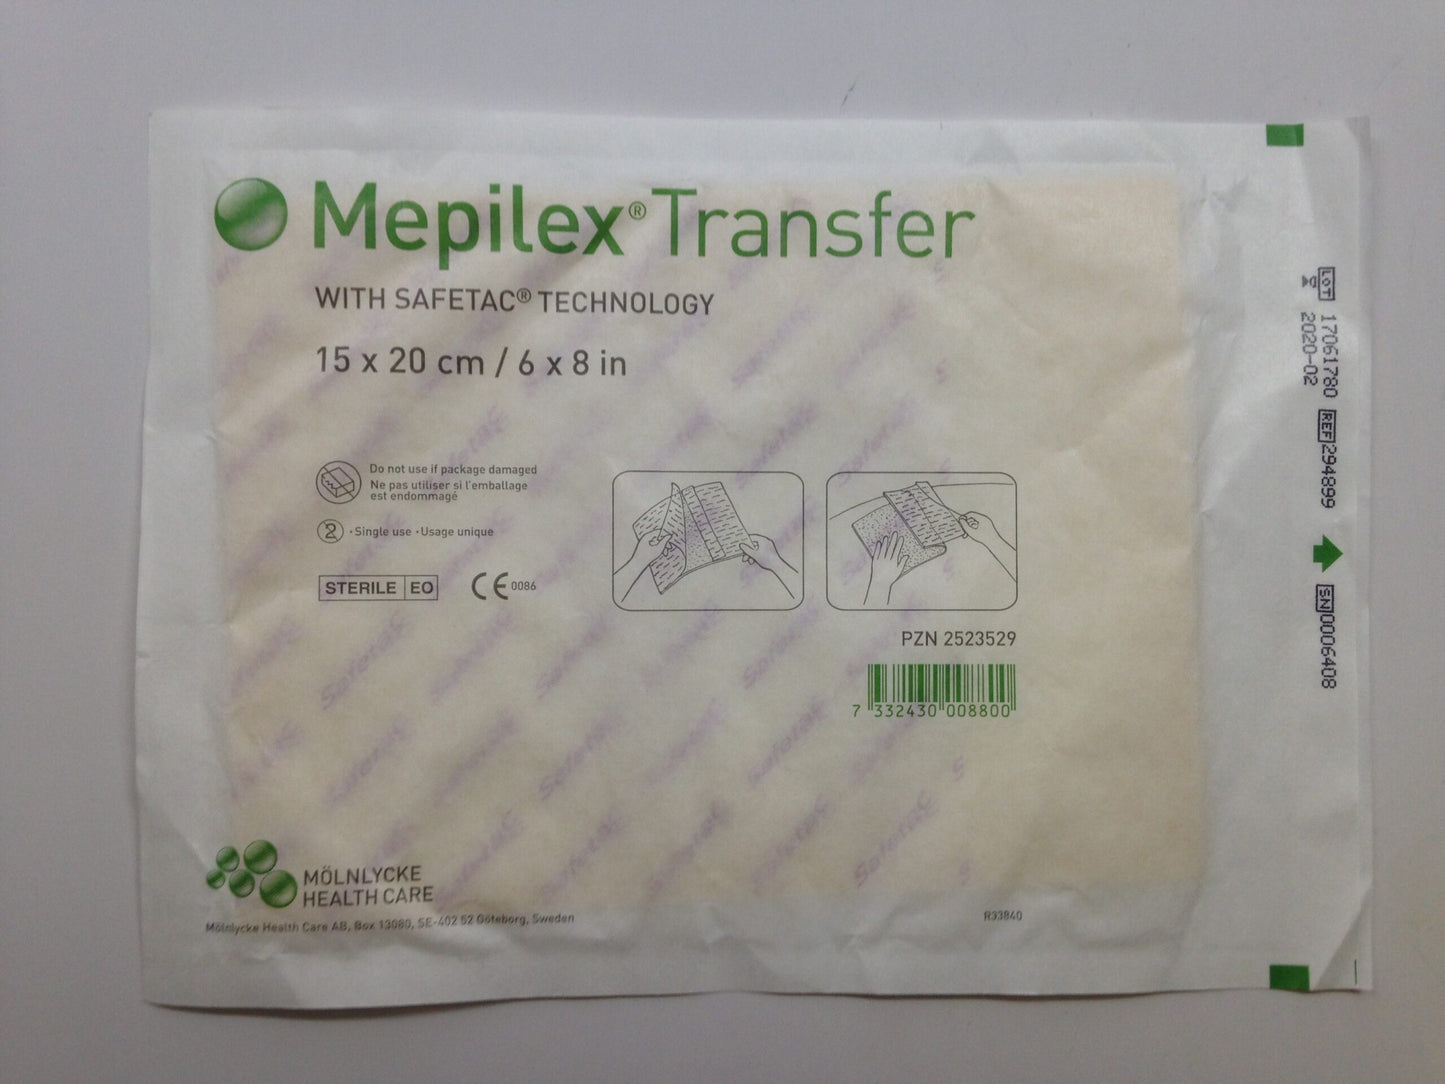 Mepilex® Transfer
WITH SAFETAC® TECHNOLOGY
15 x 20 cm / 6 x 8 in
Do not use if package damaged
Ne pas utiliser si l'emballage
est endommagé
2 · Single use · Usage unique
STERILE EO
CE 0086
PZN 2523529
7 332430 008800
MÖLNLYCKE
HEALTH CARE
Mölnlycke Health Care AB, Box 13080, SE-402 52 Göteborg, Sweden
R33840
LOT 17061780 REF 294899 SN 0006408
2020-02
Safetac